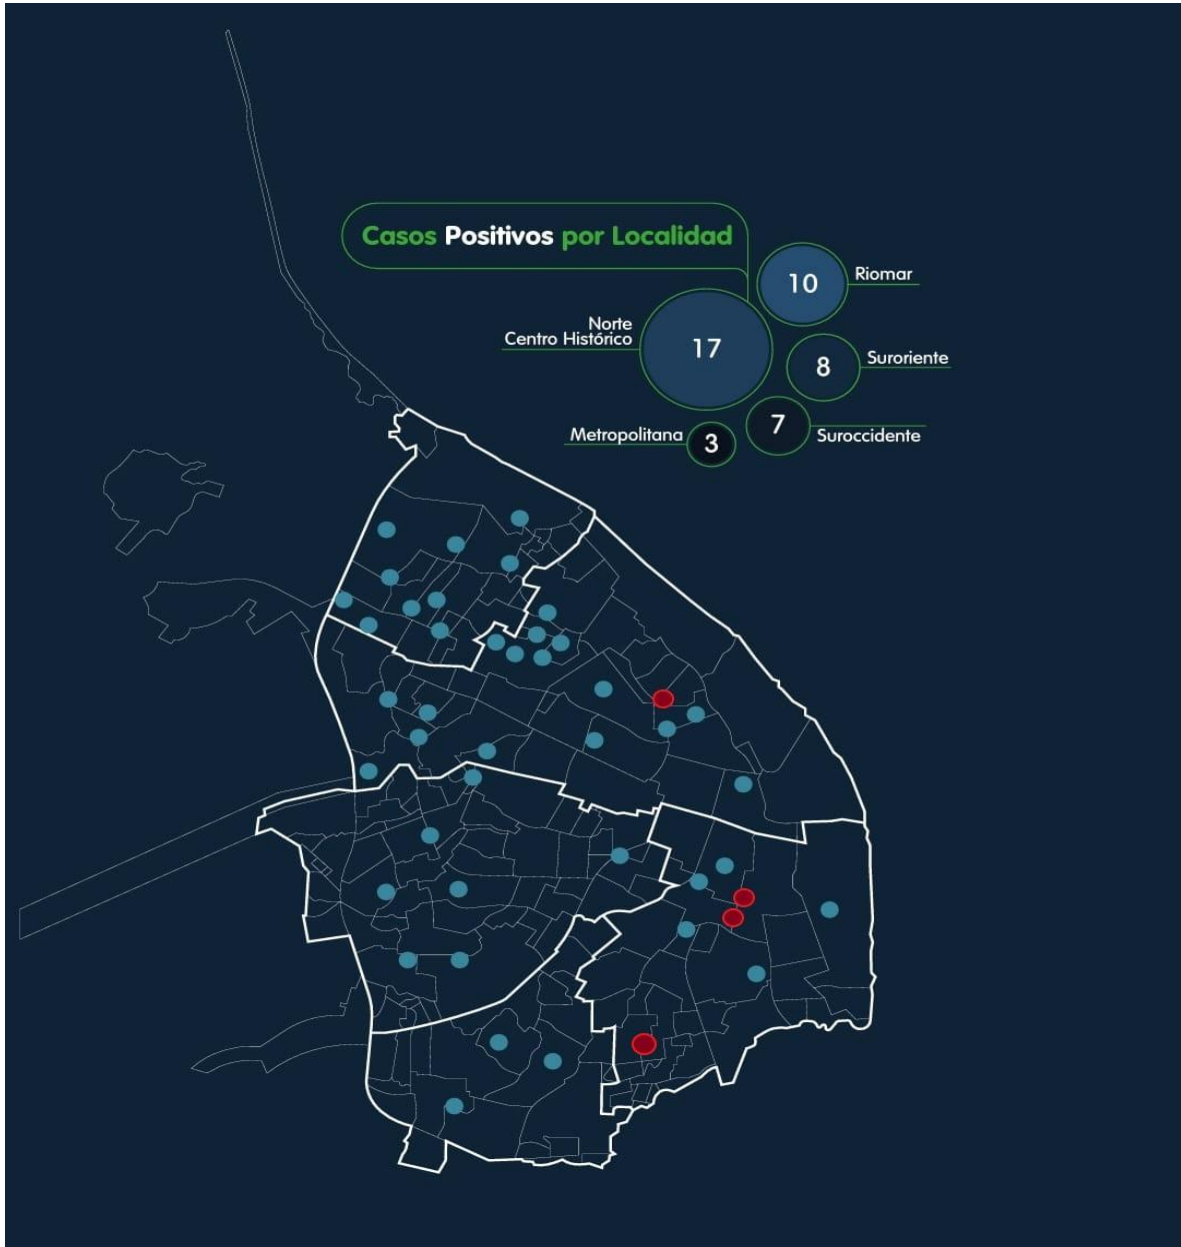 Casos Positivos por Localidad
10
Riomar
Norte
Centro Histórico
17
8
Suroriente
7
Suroccidente
Metropolitana
3